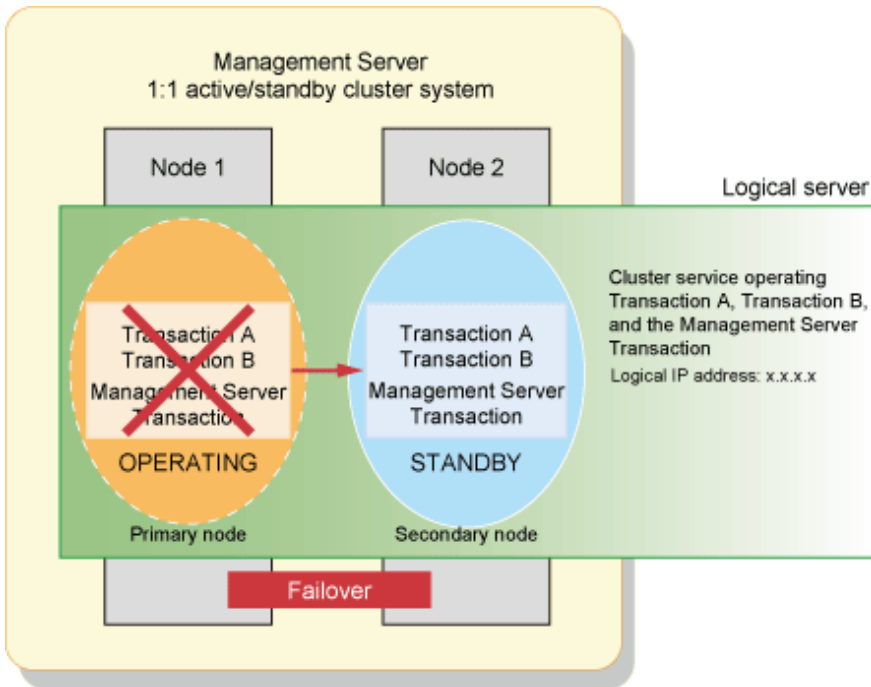 Management Server
1:1 active/standby cluster system
Node 1
Node 2
Logical server
Transaction A
Transaction B
Management Server
Transaction
OPERATING
Primary node
Transaction A
Transaction B
Management Server
Transaction
STANDBY
Secondary node
Cluster service operating
Transaction A, Transaction B,
and the Management Server
Transaction
Logical IP address: x.x.x.x
Failover